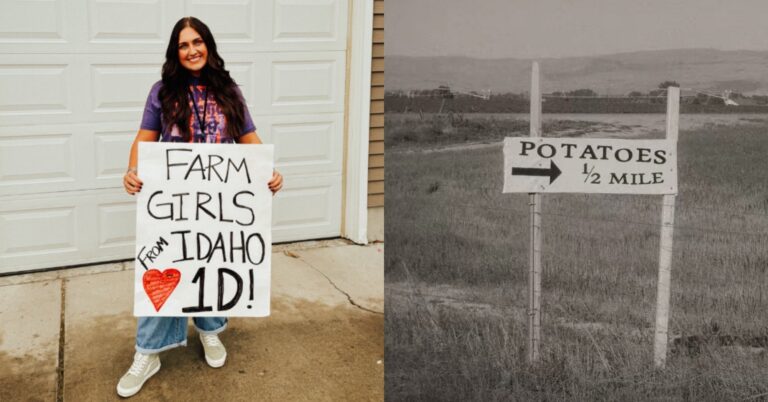 FARM
GIRLS
FROM IDAHO
1D!
POTATOES
1/2 MILE